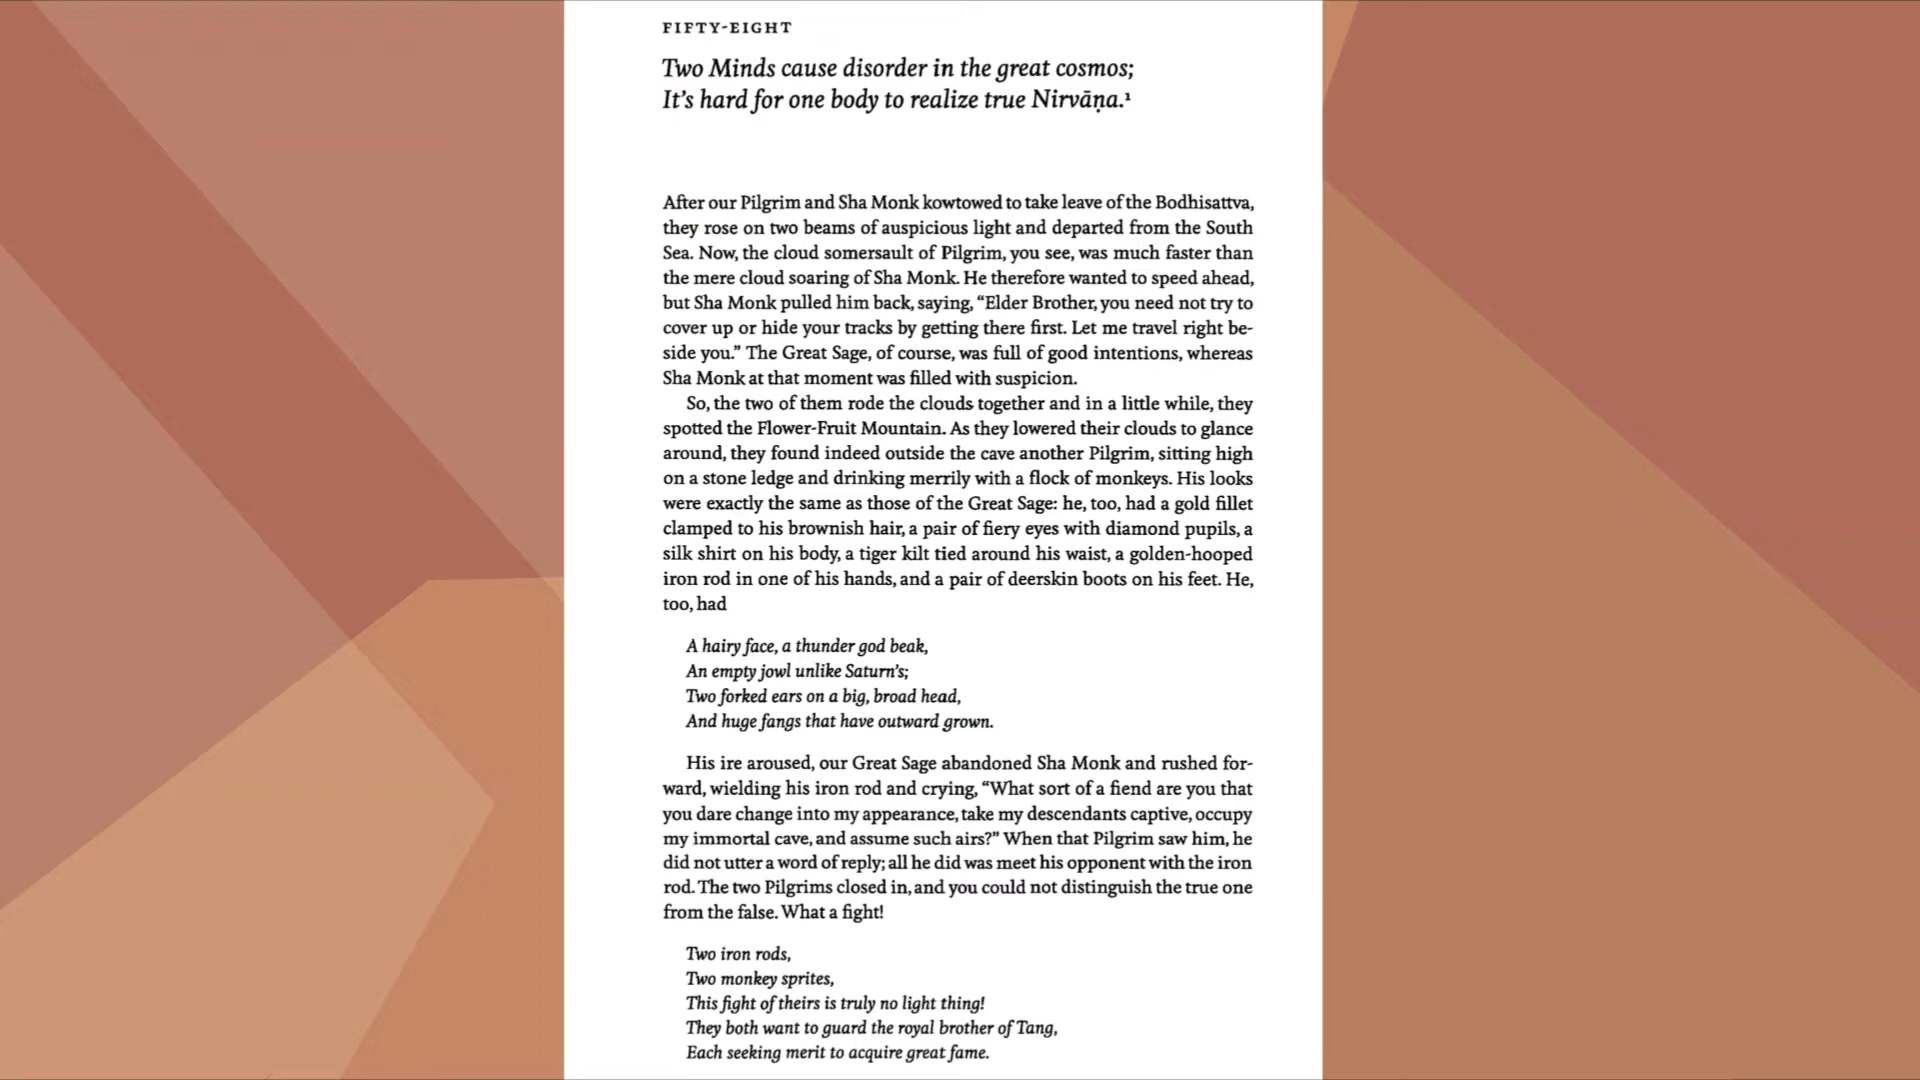 FIFTY-EIGHT
Two Minds cause disorder in the great cosmos;
It's hard for one body to realize true Nirvāṇa.¹
After our Pilgrim and Sha Monk kowtowed to take leave of the Bodhisattva,
they rose on two beams of auspicious light and departed from the South
Sea. Now, the cloud somersault of Pilgrim, you see, was much faster than
the mere cloud soaring of Sha Monk. He therefore wanted to speed ahead,
but Sha Monk pulled him back, saying, “Elder Brother, you need not try to
cover up or hide your tracks by getting there first. Let me travel right be-
side you.” The Great Sage, of course, was full of good intentions, whereas
Sha Monk at that moment was filled with suspicion.
So, the two of them rode the clouds together and in a little while, they
spotted the Flower-Fruit Mountain. As they lowered their clouds to glance
around, they found indeed outside the cave another Pilgrim, sitting high
on a stone ledge and drinking merrily with a flock of monkeys. His looks
were exactly the same as those of the Great Sage: he, too, had a gold fillet
clamped to his brownish hair, a pair of fiery eyes with diamond pupils, a
silk shirt on his body, a tiger kilt tied around his waist, a golden-hooped
iron rod in one of his hands, and a pair of deerskin boots on his feet. He,
too, had
A hairy face, a thunder god beak,
An empty jowl unlike Saturn's;
Two forked ears on a big, broad head,
And huge fangs that have outward grown.
His ire aroused, our Great Sage abandoned Sha Monk and rushed for-
ward, wielding his iron rod and crying, “What sort of a fiend are you that
you dare change into my appearance, take my descendants captive, occupy
my immortal cave, and assume such airs?” When that Pilgrim saw him, he
did not utter a word of reply; all he did was meet his opponent with the iron
rod. The two Pilgrims closed in, and you could not distinguish the true one
from the false. What a fight!
Two iron rods,
Two monkey sprites,
This fight of theirs is truly no light thing!
They both want to guard the royal brother of Tang,
Each seeking merit to acquire great fame.